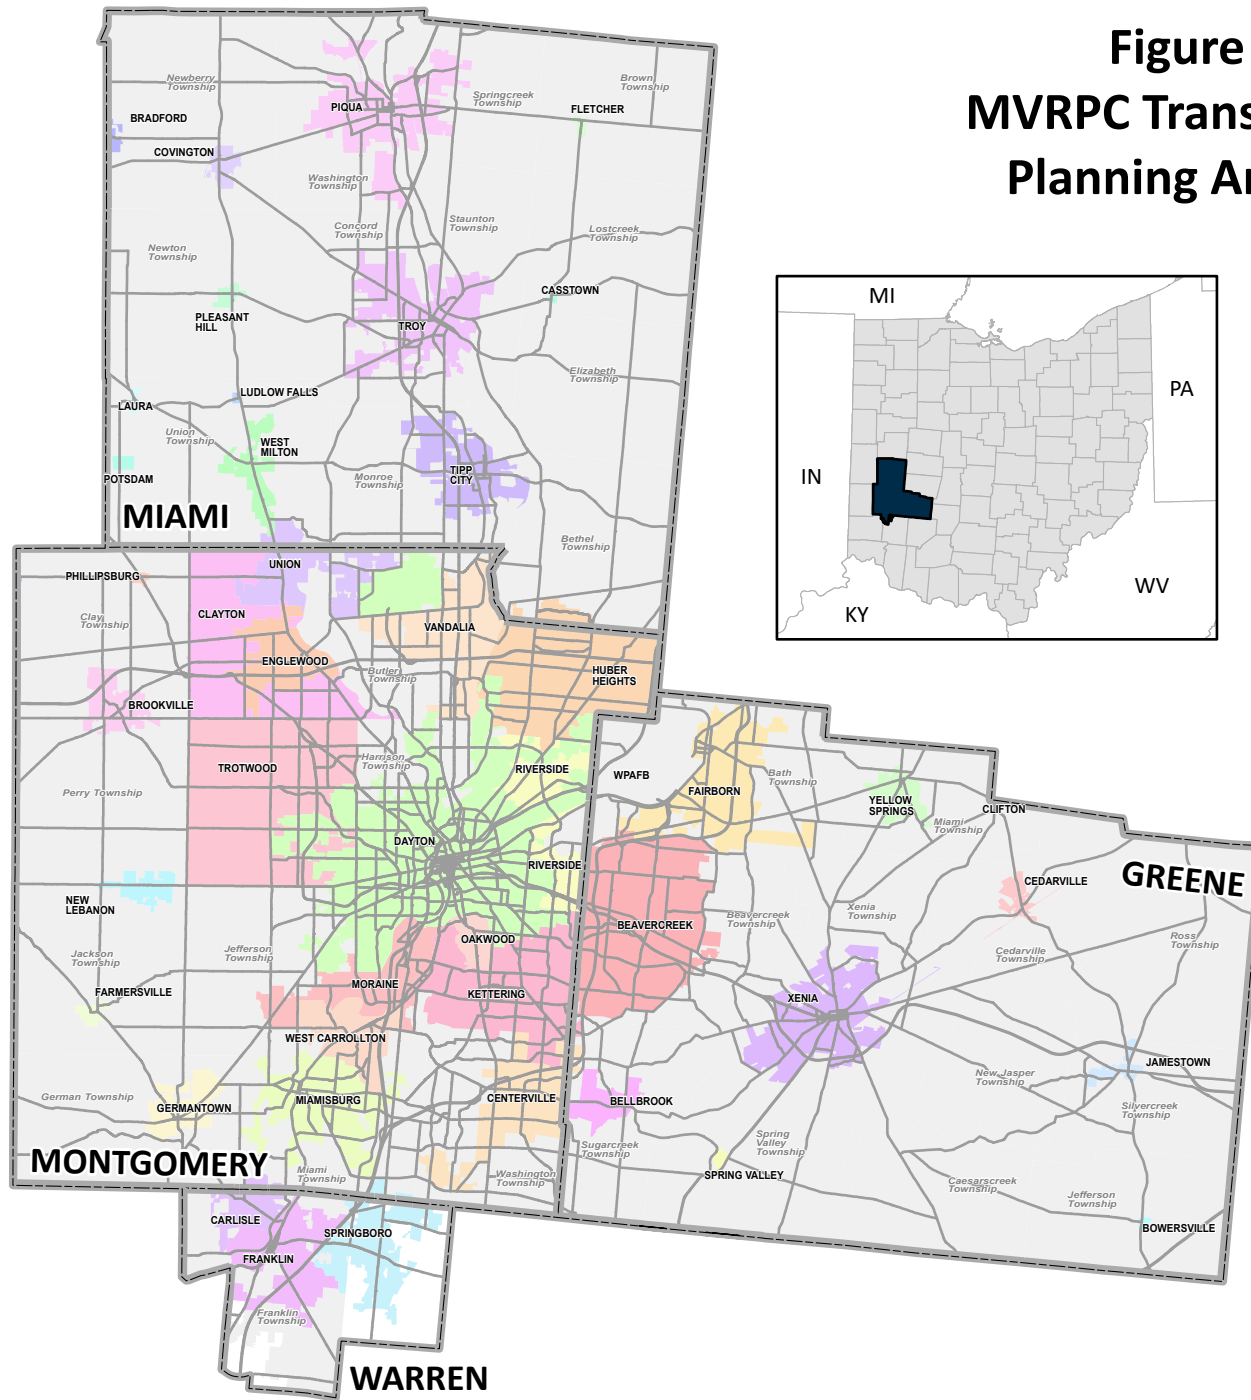 Figure
MVRPC Trans
Planning Ar
MI
PA
IN
WV
KY
Newberry
Township
Brown
Township
Springcreek
Township
PIQUA
FLETCHER
BRADFORD
COVINGTON
Washington
Township
Staunton
Township
Concord
Township
Lostcreek
Township
Newton
Township
CASSTOWN
PLEASANT
HILL
TROY
Elizabeth
Township
LUDLOW FALLS
LAURA
Union
Township
WEST
MILTON
POTSDAM
Monroe
Township
TIPP
CITY
MIAMI
Bethel
Township
UNION
PHILLIPSBURG
CLAYTON
Clay
Township
VANDALIA
ENGLEWOOD
Butler
Township
HUBER
HEIGHTS
BROOKVILLE
Harrison
Township
TROTWOOD
RIVERSIDE
WPAFB
Bath
Township
Perry Township
FAIRBORN
YELLOW
SPRINGS
CLIFTON
Miami
Township
DAYTON
RIVERSIDE
GREENE
CEDARVILLE
NEW
LEBANON
BEAVERCREEK
Beavercreek
Township
Xenia
Township
OAKWOOD
Ross
Township
Jefferson
Township
Jackson
Township
Cedarville
Township
MORAINE
KETTERING
FARMERSVILLE
XENIA
WEST CARROLLTON
JAMESTOWN
New Jasper
Township
German Township
GERMANTOWN
MIAMISBURG
CENTERVILLE
BELLBROOK
Silvercreek
Township
Sugarcreek
Township
Spring
Valley
Township
MONTGOMERY
Miami
Township
Washington
Township
SPRING VALLEY
Caesarscreek
Township
Jefferson
Township
CARLISLE
SPRINGBORO
BOWERSVILLE
FRANKLIN
Franklin
Township
WARREN